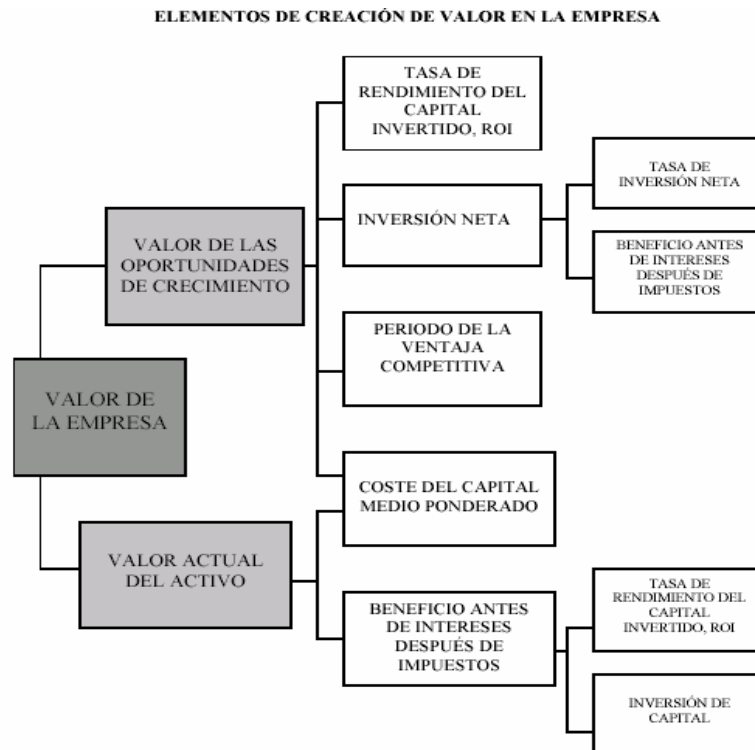 ELEMENTOS DE CREACIÓN DE VALOR EN LA EMPRESA
TASA DE
RENDIMIENTO DEL
CAPITAL
INVERTIDO, ROI
TASA DE
INVERSIÓN NETA
INVERSIÓN NETA
VALOR DE LAS
OPORTUNIDADES
DE CRECIMIENTO
BENEFICIO ANTES
DE INTERESES
DESPUÉS DE
IMPUESTOS
PERIODO DE LA
VENTAJA
COMPETITIVA
VALOR DE
LA EMPRESA
COSTE DEL CAPITAL
MEDIO PONDERADO
VALOR ACTUAL
DEL ACTIVO
BENEFICIO ANTES
DE INTERESES
DESPUÉS DE
IMPUESTOS
TASA DE
RENDIMIENTO DEL
CAPITAL
INVERTIDO, ROI
INVERSIÓN DE
CAPITAL